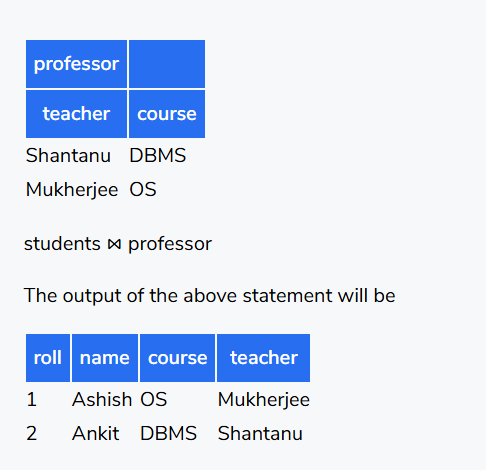 professor
teacher course
Shantanu DBMS
Mukherjee OS
students ⋈ professor
The output of the above statement will be
roll name course teacher
1 Ashish OS Mukherjee
2 Ankit DBMS Shantanu